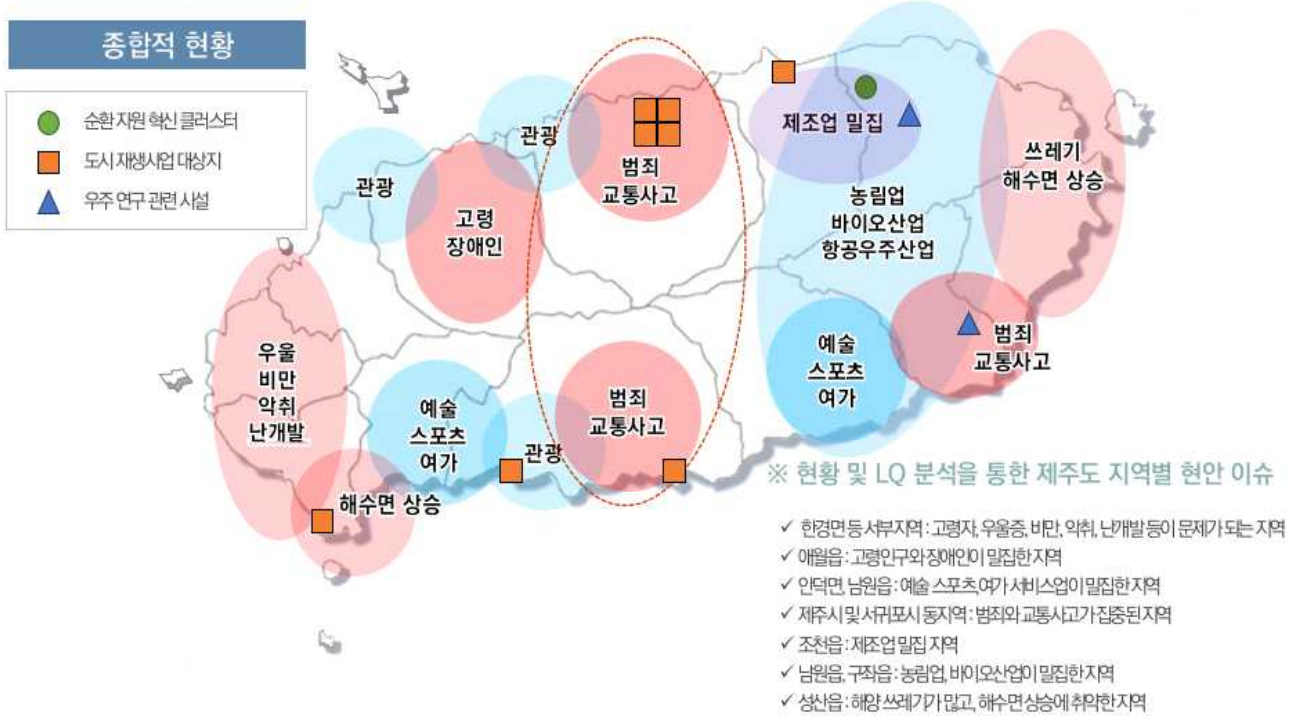 종합적 현황
순환 자원 혁신 클러스터
도시 재생사업 대상지
우주 연구 관련 시설
관광
관광
범죄
교통사고
제조업 밀집
쓰레기
해수면 상승
고령
장애인
농림업
바이오산업
항공우주산업
우울
비만
악취
난개발
예술
스포츠
여가
관광
범죄
교통사고
예술
스포츠
여가
범죄
교통사고
해수면 상승
※ 현황 및 LQ 분석을 통한 제주도 지역별 현안 이슈
✓ 한경면 등 서부지역 : 고령자, 우울증, 비만, 악취, 난개발 등이 문제가 되는 지역
✓ 애월읍 : 고령인구와 장애인이 밀집한 지역
✓ 안덕면, 남원읍 : 예술 스포츠,여가 서비스업이 밀집한 지역
✓ 제주시 및 서귀포시 동지역 : 범죄와 교통사고가 집중된 지역
✓ 조천읍 : 제조업 밀집 지역
✓ 남원읍, 구좌읍 : 농림업, 바이오산업이 밀집한 지역
✓ 성산읍 : 해양 쓰레기가 많고, 해수면 상승에 취약한 지역